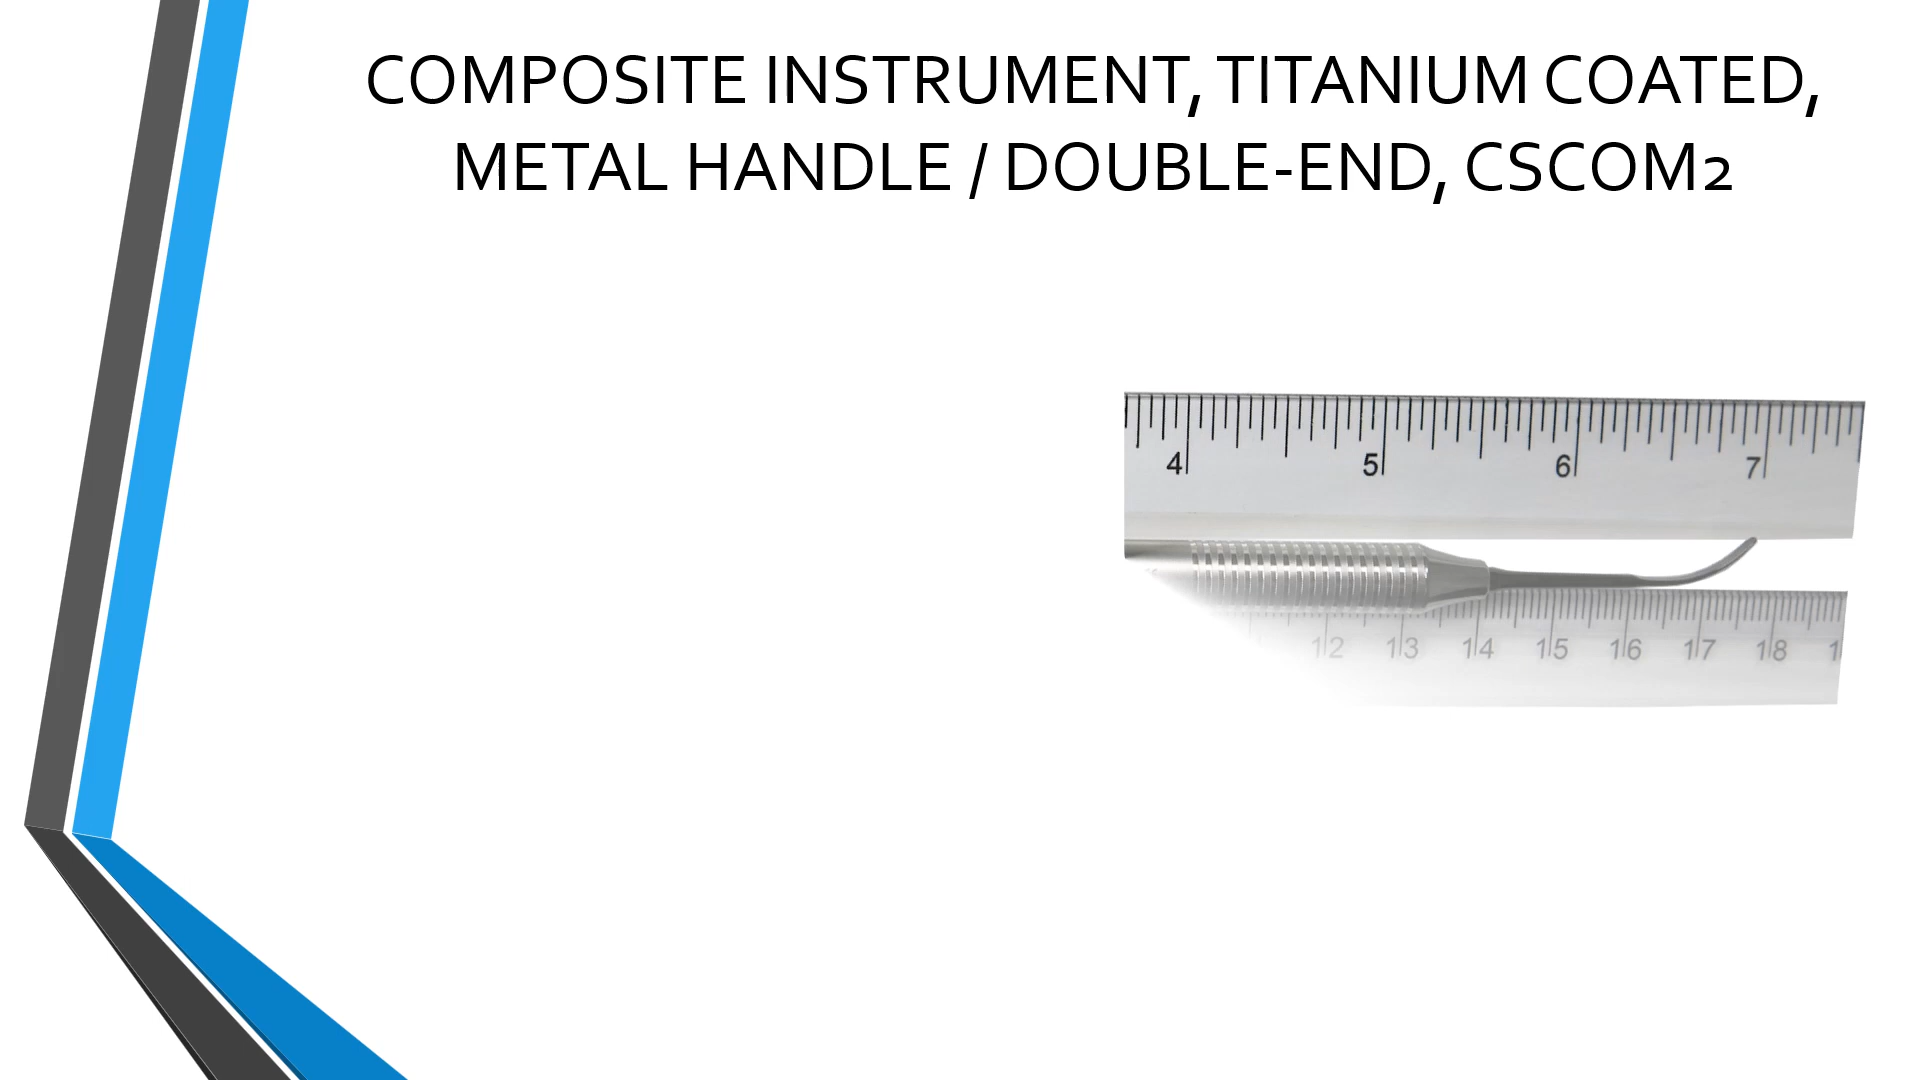 COMPOSITE INSTRUMENT, TITANIUM COATED,
METAL HANDLE / DOUBLE-END, CSCOM2
4 5 6 7
12 13 14 15 16 17 18